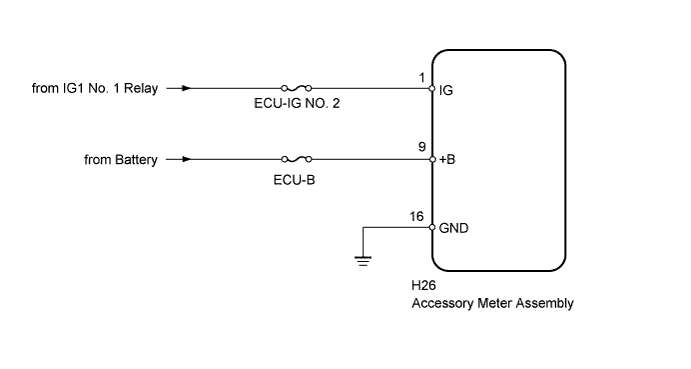 from IG1 No. 1 Relay
ECU-IG NO. 2
1
IG
from Battery
ECU-B
9
+B
16
GND
H26
Accessory Meter Assembly